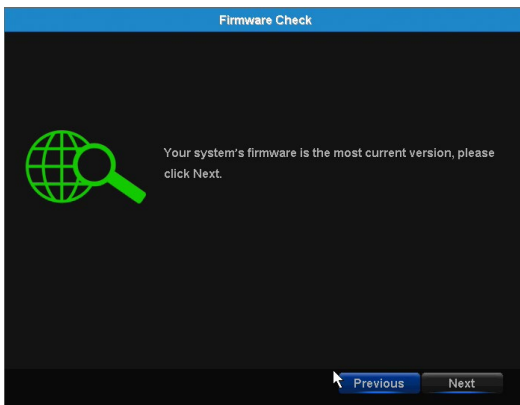 Firmware Check
Your system's firmware is the most current version, please
click Next.
Previous
Next